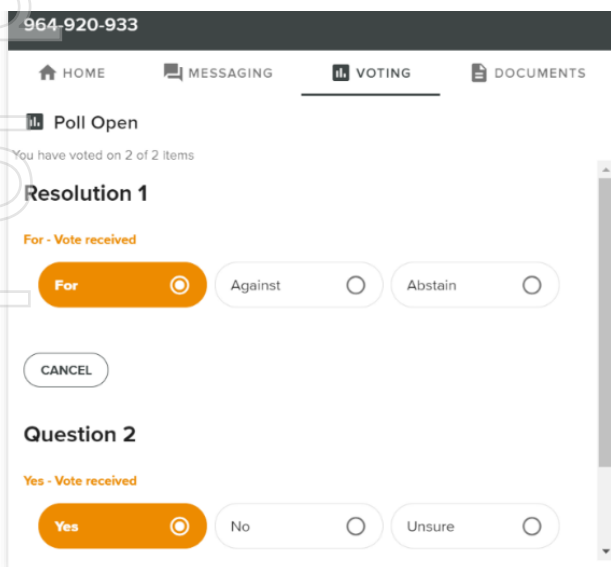 964-920-933
HOME MESSAGING VOTING DOCUMENTS
Poll Open
You have voted on 2 of 2 items
Resolution 1
For - Vote received
For Against Abstain
CANCEL
Question 2
Yes - Vote received
Yes No Unsure